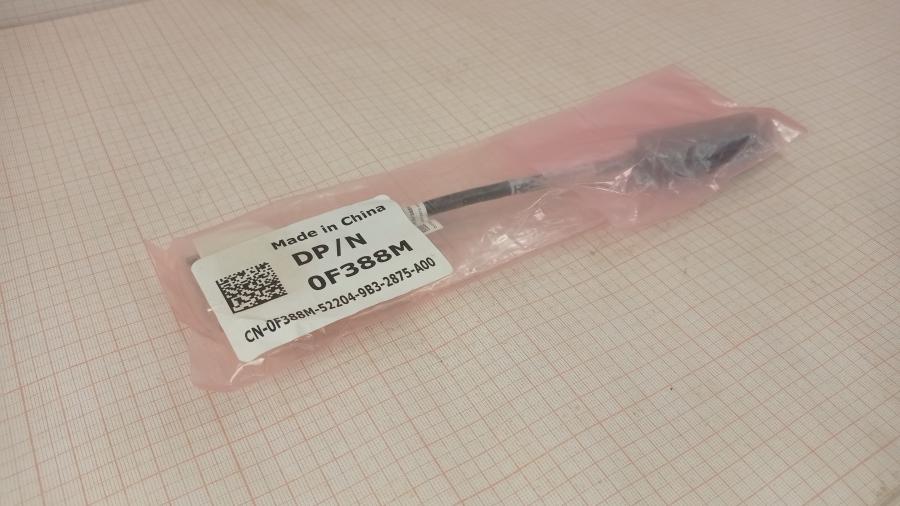 Made in China
DP/N
0F388M
CN-0F388M-52204-9B3-2875-A00